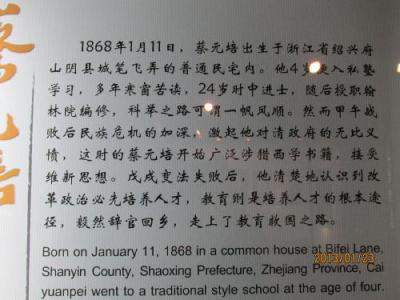 蔡元培
1868年1月11日，蔡元培出生于浙江省绍兴府
山阴县城笔飞弄的普通民宅内。他4岁入私塾
学习，多年寒窗苦读，24岁时中进士，随后授职翰
林院编修，科举之路可谓一帆风顺。然而甲午战
败后民族危机的加深，激起他对清政府的无比义
愤，这时的蔡元培开始广泛涉猎西学书籍，接受
维新思想。戊戌变法失败后，他清楚地认识到改
革政治必先培养人才，教育则是培养人才的根本途
径，毅然辞官回乡，走上了教育救国之路。
Born on January 11, 1868 in a common house at Bifei Lane,
Shanyin County, Shaoxing Prefecture, Zhejiang Province, Cai
yuanpei went to a traditional style school at the age of four.
2013/01/23